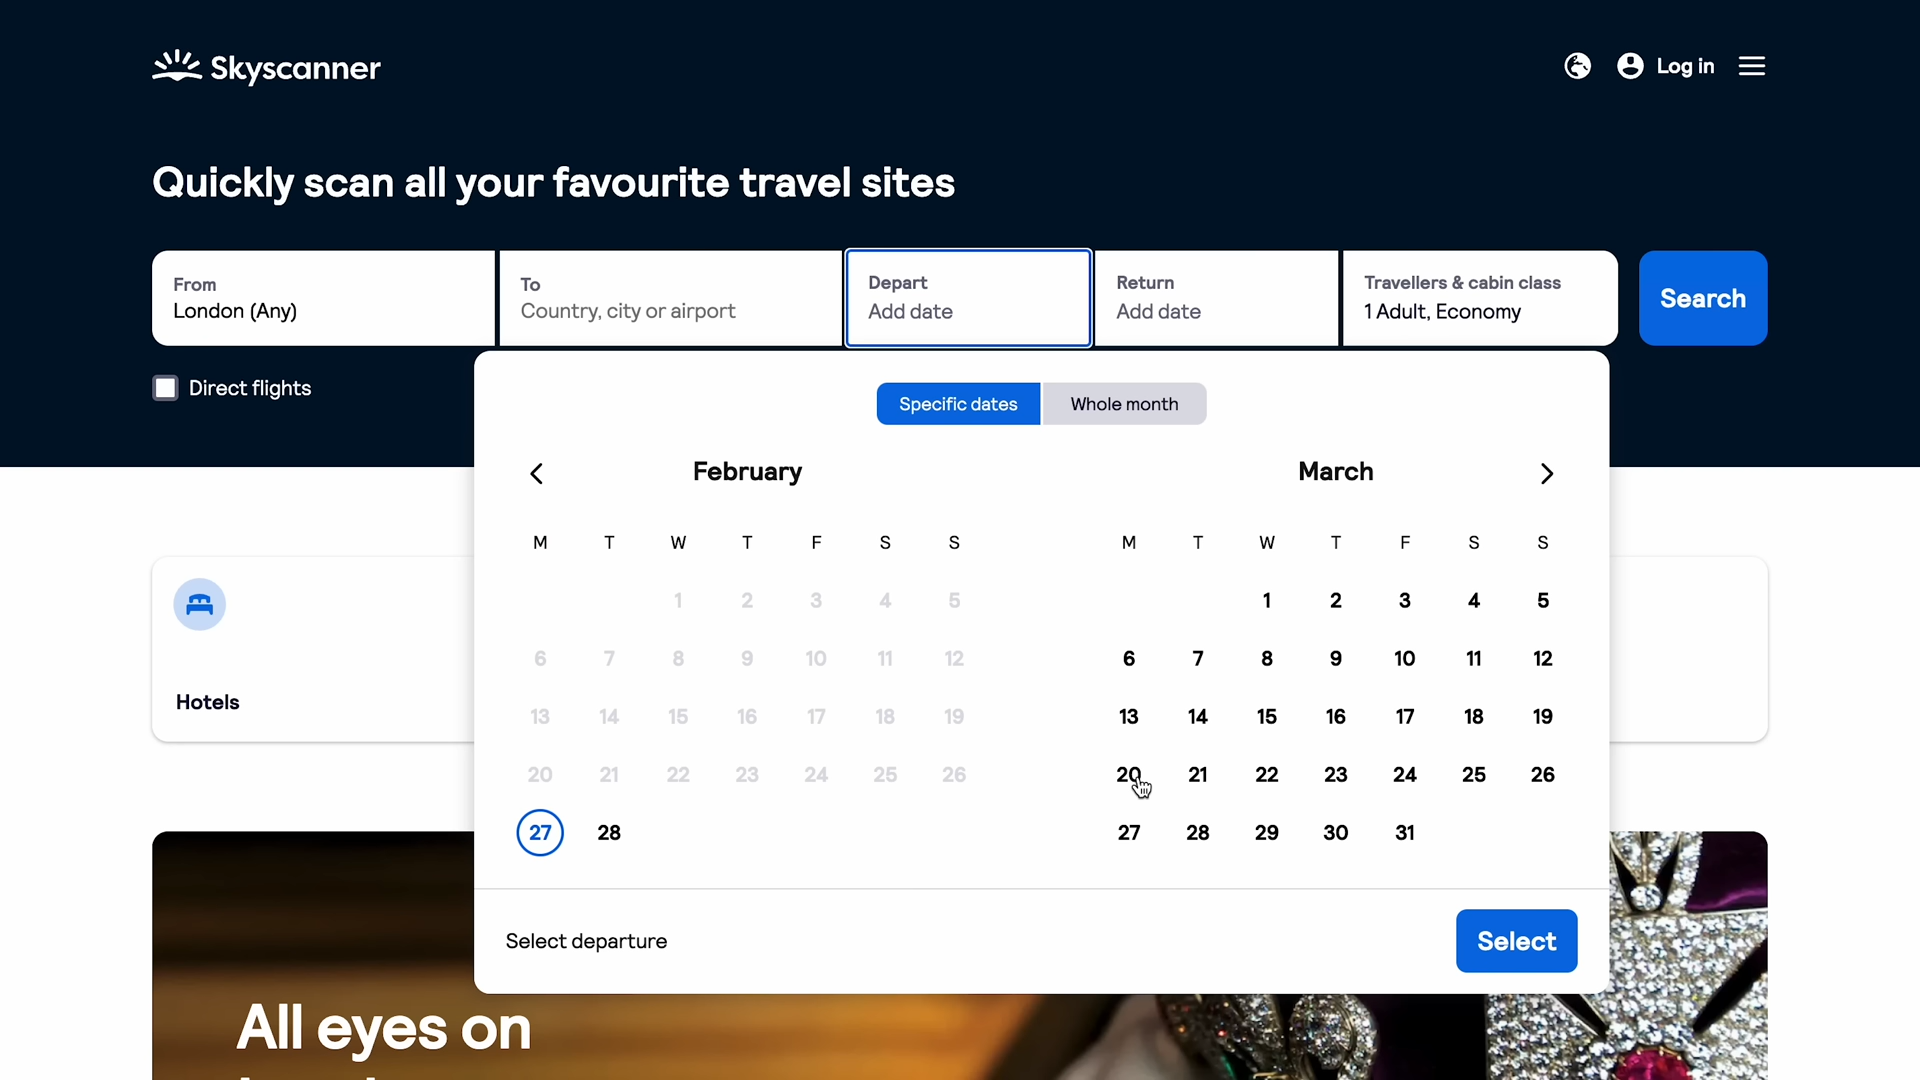 Skyscanner
Log in
Quickly scan all your favourite travel sites
From
London (Any)
To
Country, city or airport
Depart
Add date
Return
Add date
Travellers & cabin class
1 Adult, Economy
Search
Direct flights
Specific dates
Whole month
February
M T W T F S S
1 2 3 4 5
6 7 8 9 10 11 12
13 14 15 16 17 18 19
20 21 22 23 24 25 26
27 28
March
M T W T F S S
1 2 3 4 5
6 7 8 9 10 11 12
13 14 15 16 17 18 19
20 21 22 23 24 25 26
27 28 29 30 31
Hotels
Select departure
Select
All eyes on